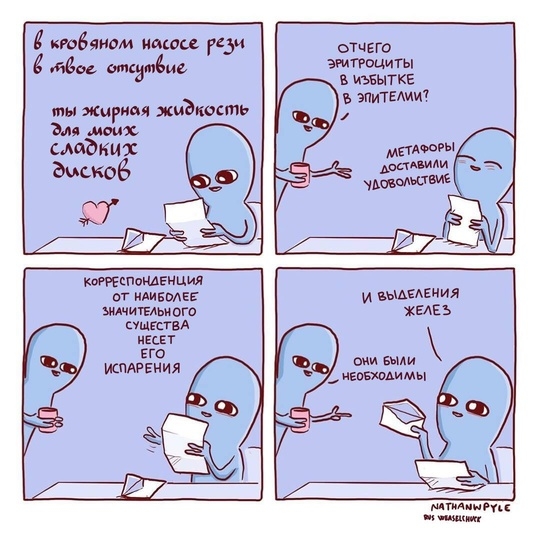 в кровяном насосе рези
в твое отсутвие
ты жирная жидкость
для моих
сладких
дисков
ОТЧЕГО
ЭРИТРОЦИТЫ
В ИЗБЫТКЕ
В ЭПИТЕЛИИ?
МЕТАФОРЫ
ДОСТАВИЛИ
УДОВОЛЬСТВИЕ
КОРРЕСПОНДЕНЦИЯ
ОТ НАИБОЛЕЕ
ЗНАЧИТЕЛЬНОГО
СУЩЕСТВА
НЕСЕТ
ЕГО
ИСПАРЕНИЯ
И ВЫДЕЛЕНИЯ
ЖЕЛЕЗ
ОНИ БЫЛИ
НЕОБХОДИМЫ
NATHANWPYLE
RUS WEASELCHUCK